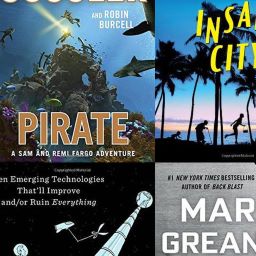 CUSSLER
AND ROBIN
BURCELL
PIRATE
A SAM AND REMI FARGO ADVENTURE
INSA
CITY
en Emerging Technologies
That'll Improve
and/or Ruin Everything
#1 NEW YORK TIMES BESTSELLING
AUTHOR OF BACK BLAST
MAR
GREAN